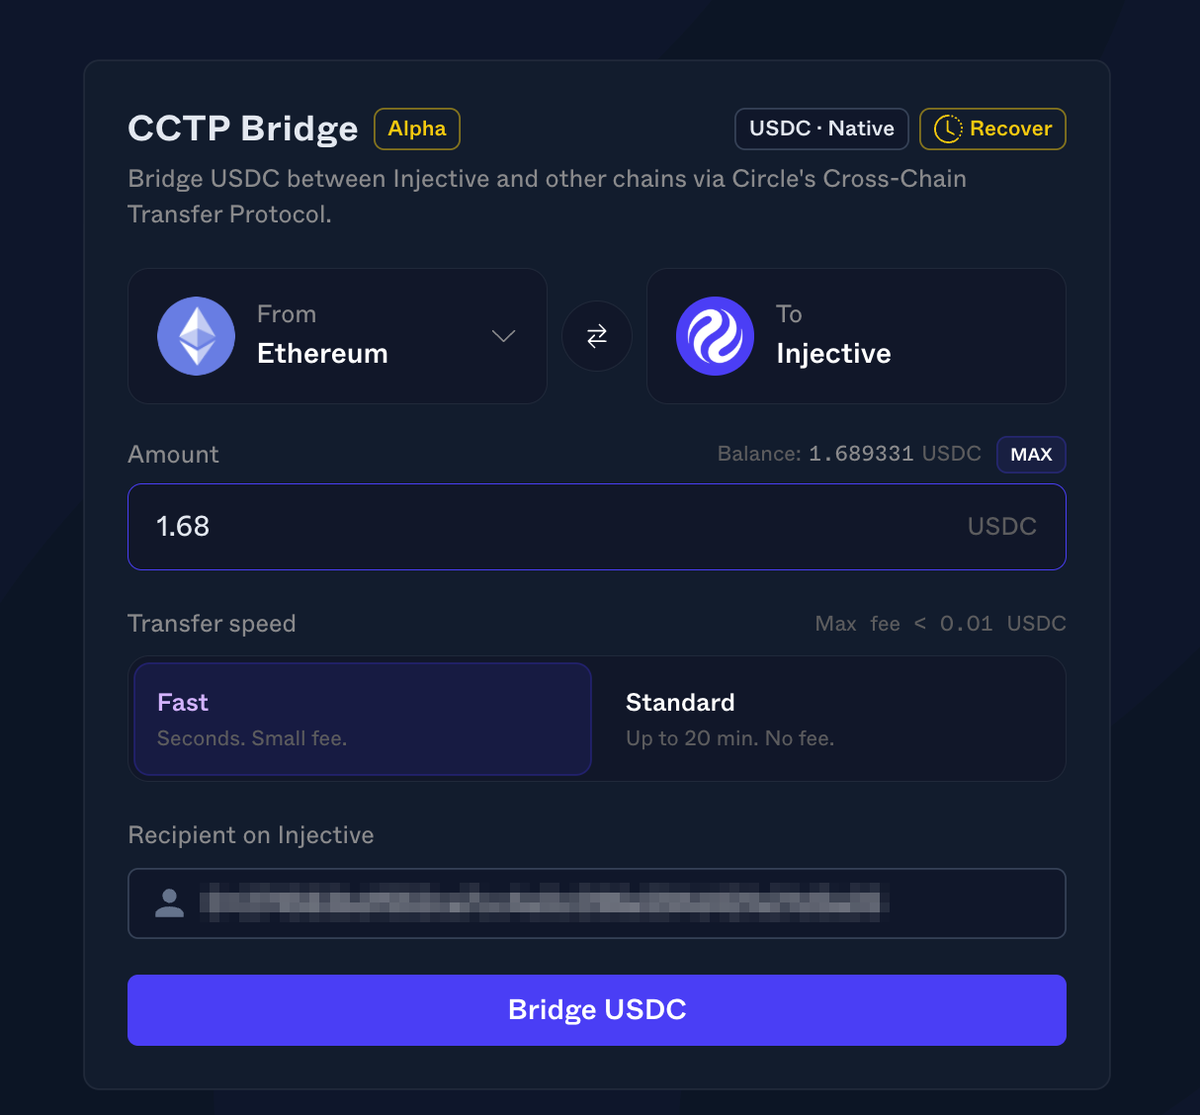 CCTP Bridge Alpha USDC · Native Recover
Bridge USDC between Injective and other chains via Circle's Cross-Chain
Transfer Protocol.
From
Ethereum
To
Injective
Amount Balance: 1.689331 USDC MAX
1.68 USDC
Transfer speed Max fee < 0.01 USDC
Fast
Seconds. Small fee.
Standard
Up to 20 min. No fee.
Recipient on Injective
Bridge USDC